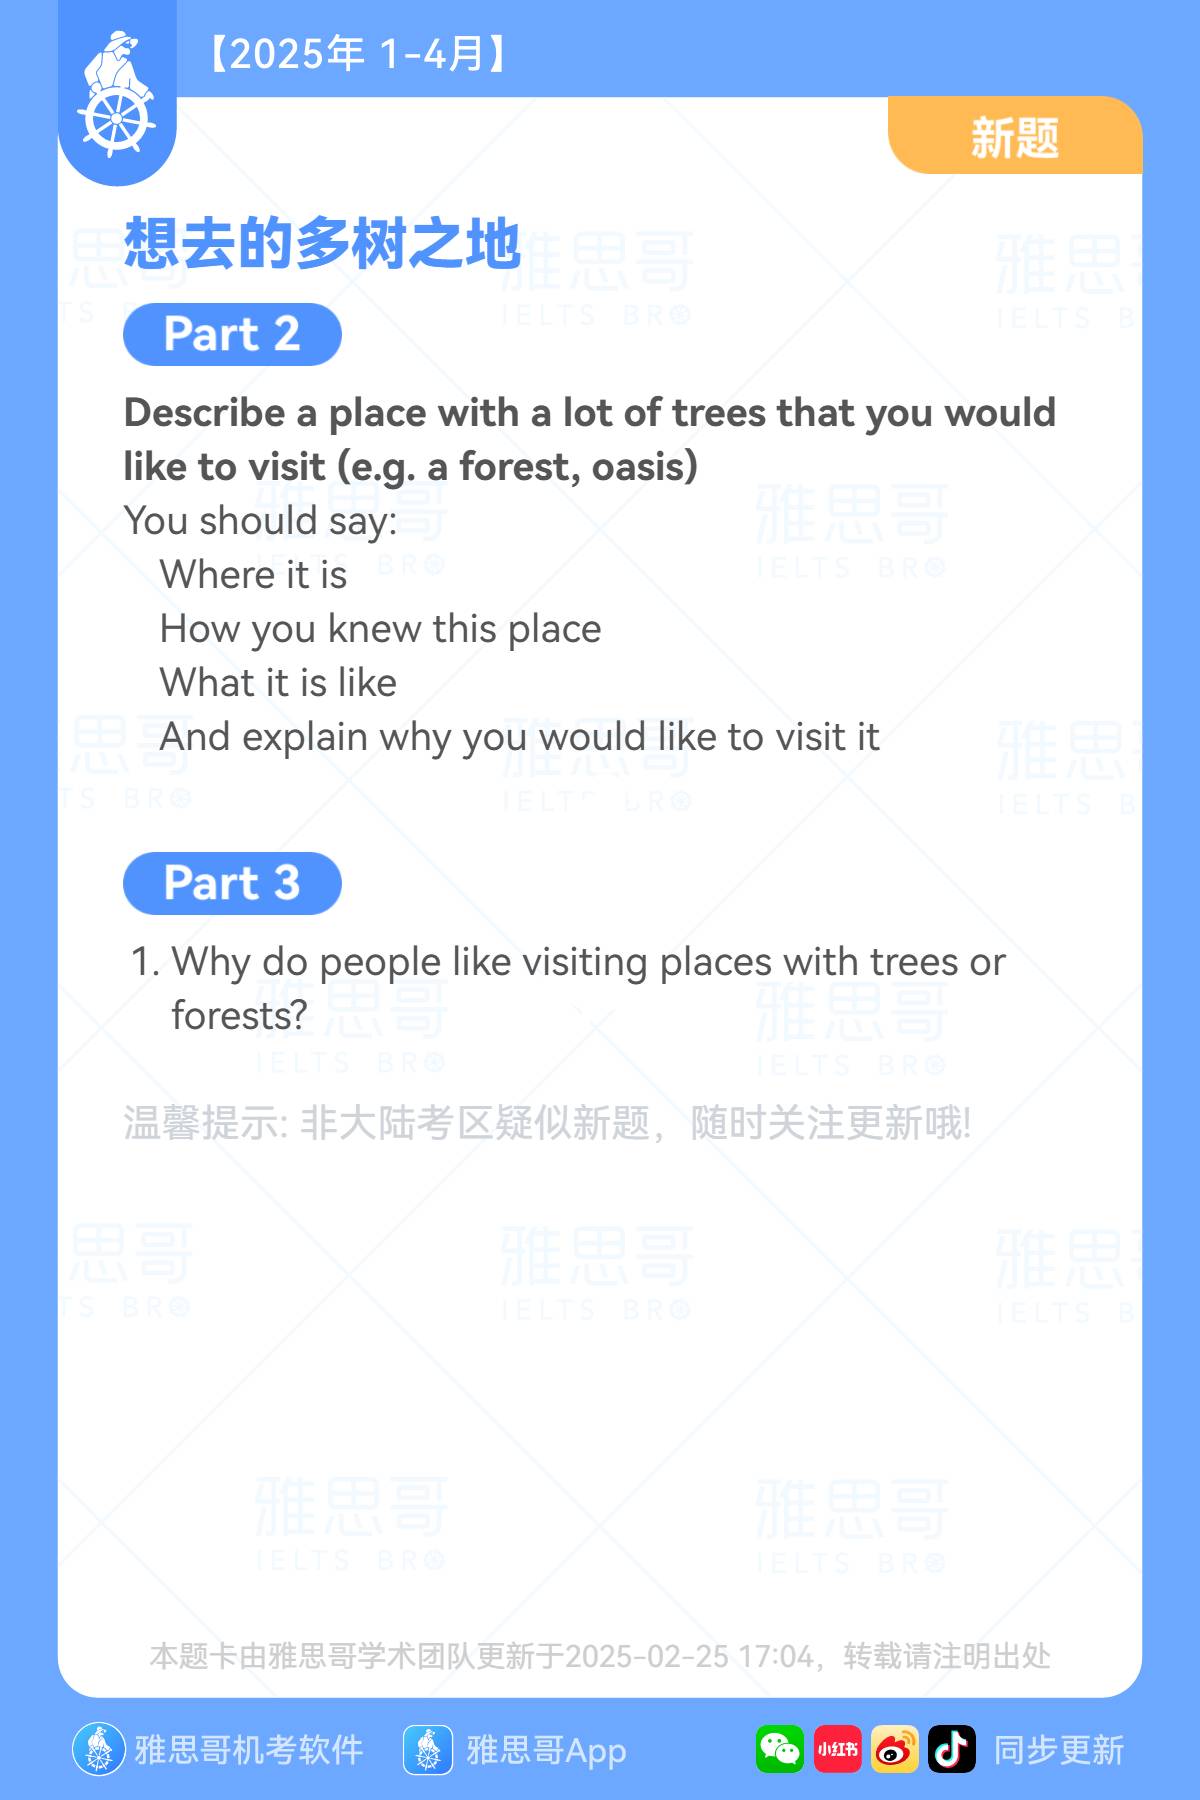 【2025年 1-4月】
新题
想去的多树之地
Part 2
Describe a place with a lot of trees that you would
like to visit (e.g. a forest, oasis)
You should say:
Where it is
How you knew this place
What it is like
And explain why you would like to visit it
Part 3
1. Why do people like visiting places with trees or
forests?
温馨提示: 非大陆考区疑似新题，随时关注更新哦!
本题卡由雅思哥学术团队更新于2025-02-25 17:04，转载请注明出处
雅思哥机考软件 雅思哥App 小红书 同步更新
雅思哥
IELTS BRO